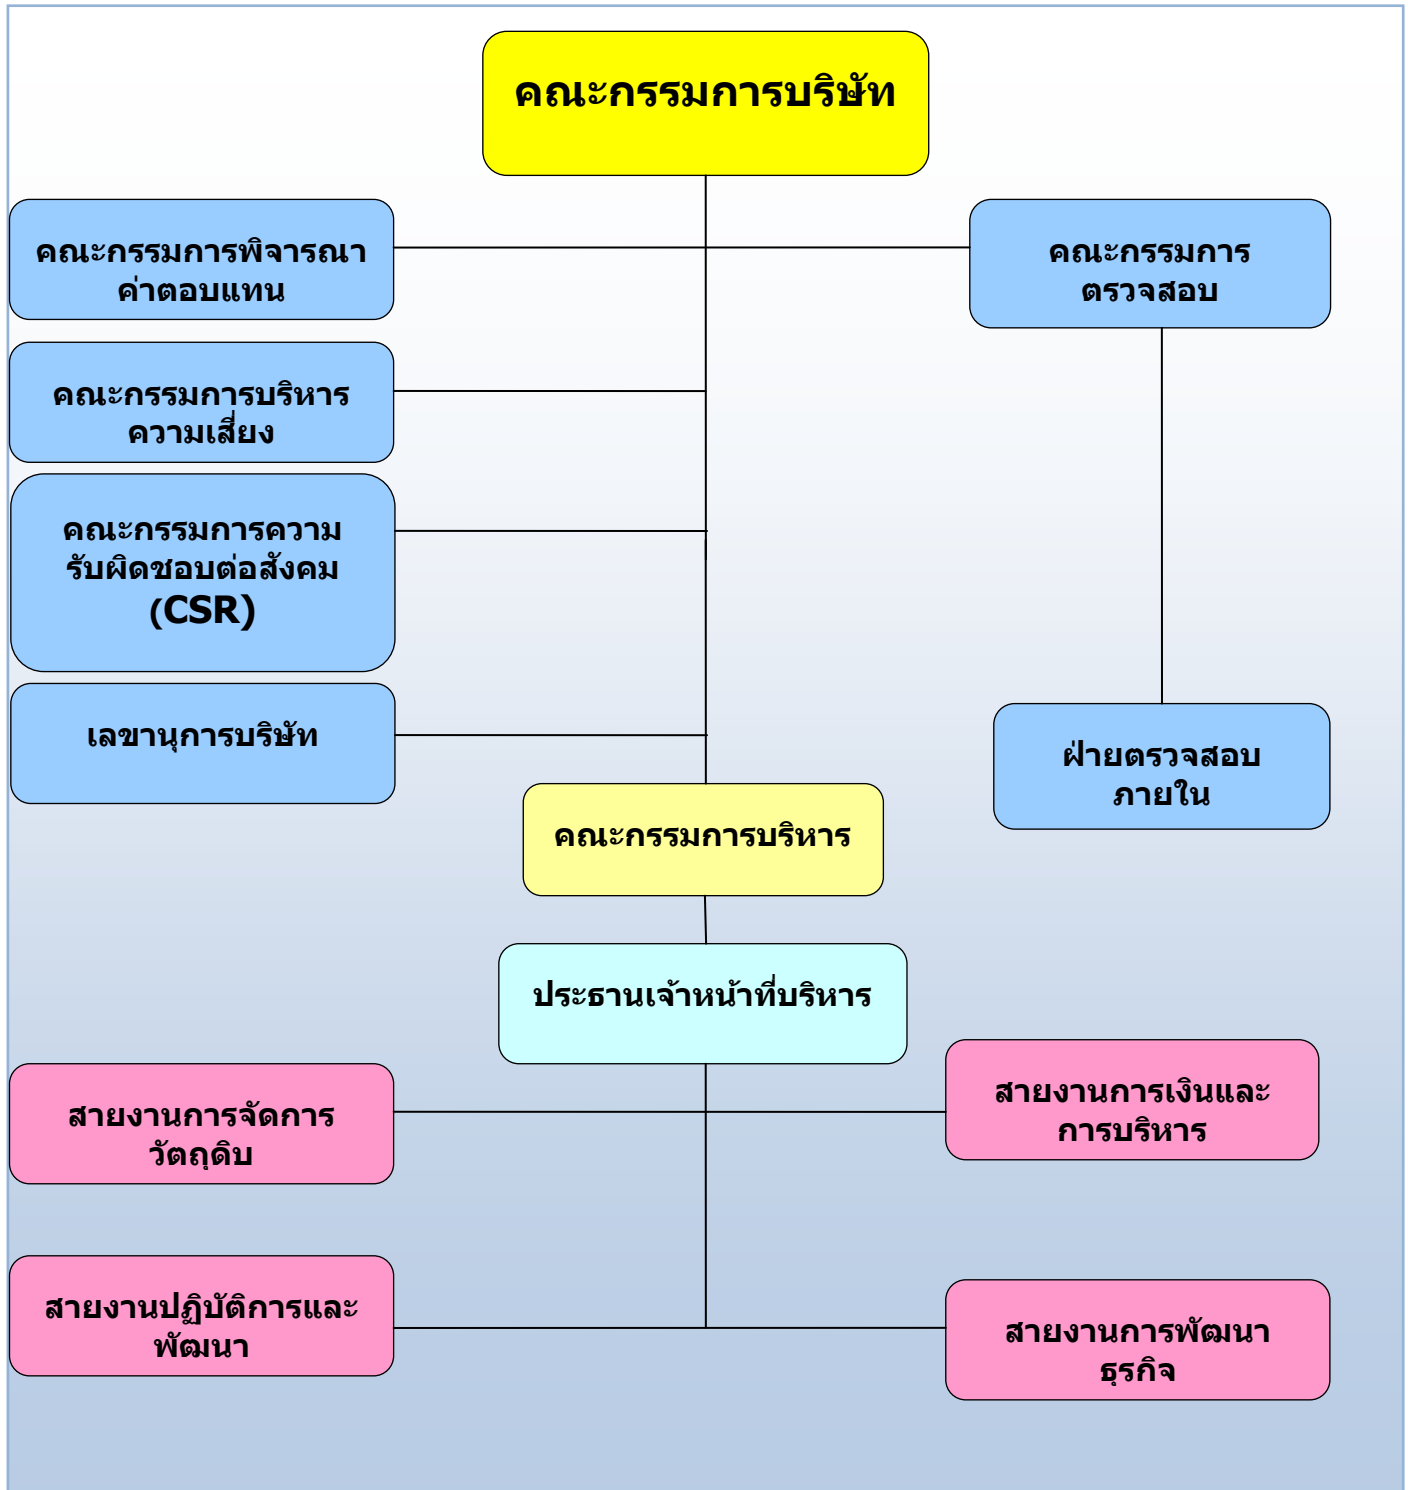 คณะกรรมการบริษัท
คณะกรรมการพิจารณา
ค่าตอบแทน
คณะกรรมการ
ตรวจสอบ
คณะกรรมการบริหาร
ความเสี่ยง
คณะกรรมการความ
รับผิดชอบต่อสังคม
(CSR)
เลขานุการบริษัท
ฝ่ายตรวจสอบ
ภายใน
คณะกรรมการบริหาร
ประธานเจ้าหน้าที่บริหาร
สายงานการจัดการ
วัตถุดิบ
สายงานการเงินและ
การบริหาร
สายงานปฏิบัติการและ
พัฒนา
สายงานการพัฒนา
ธุรกิจ